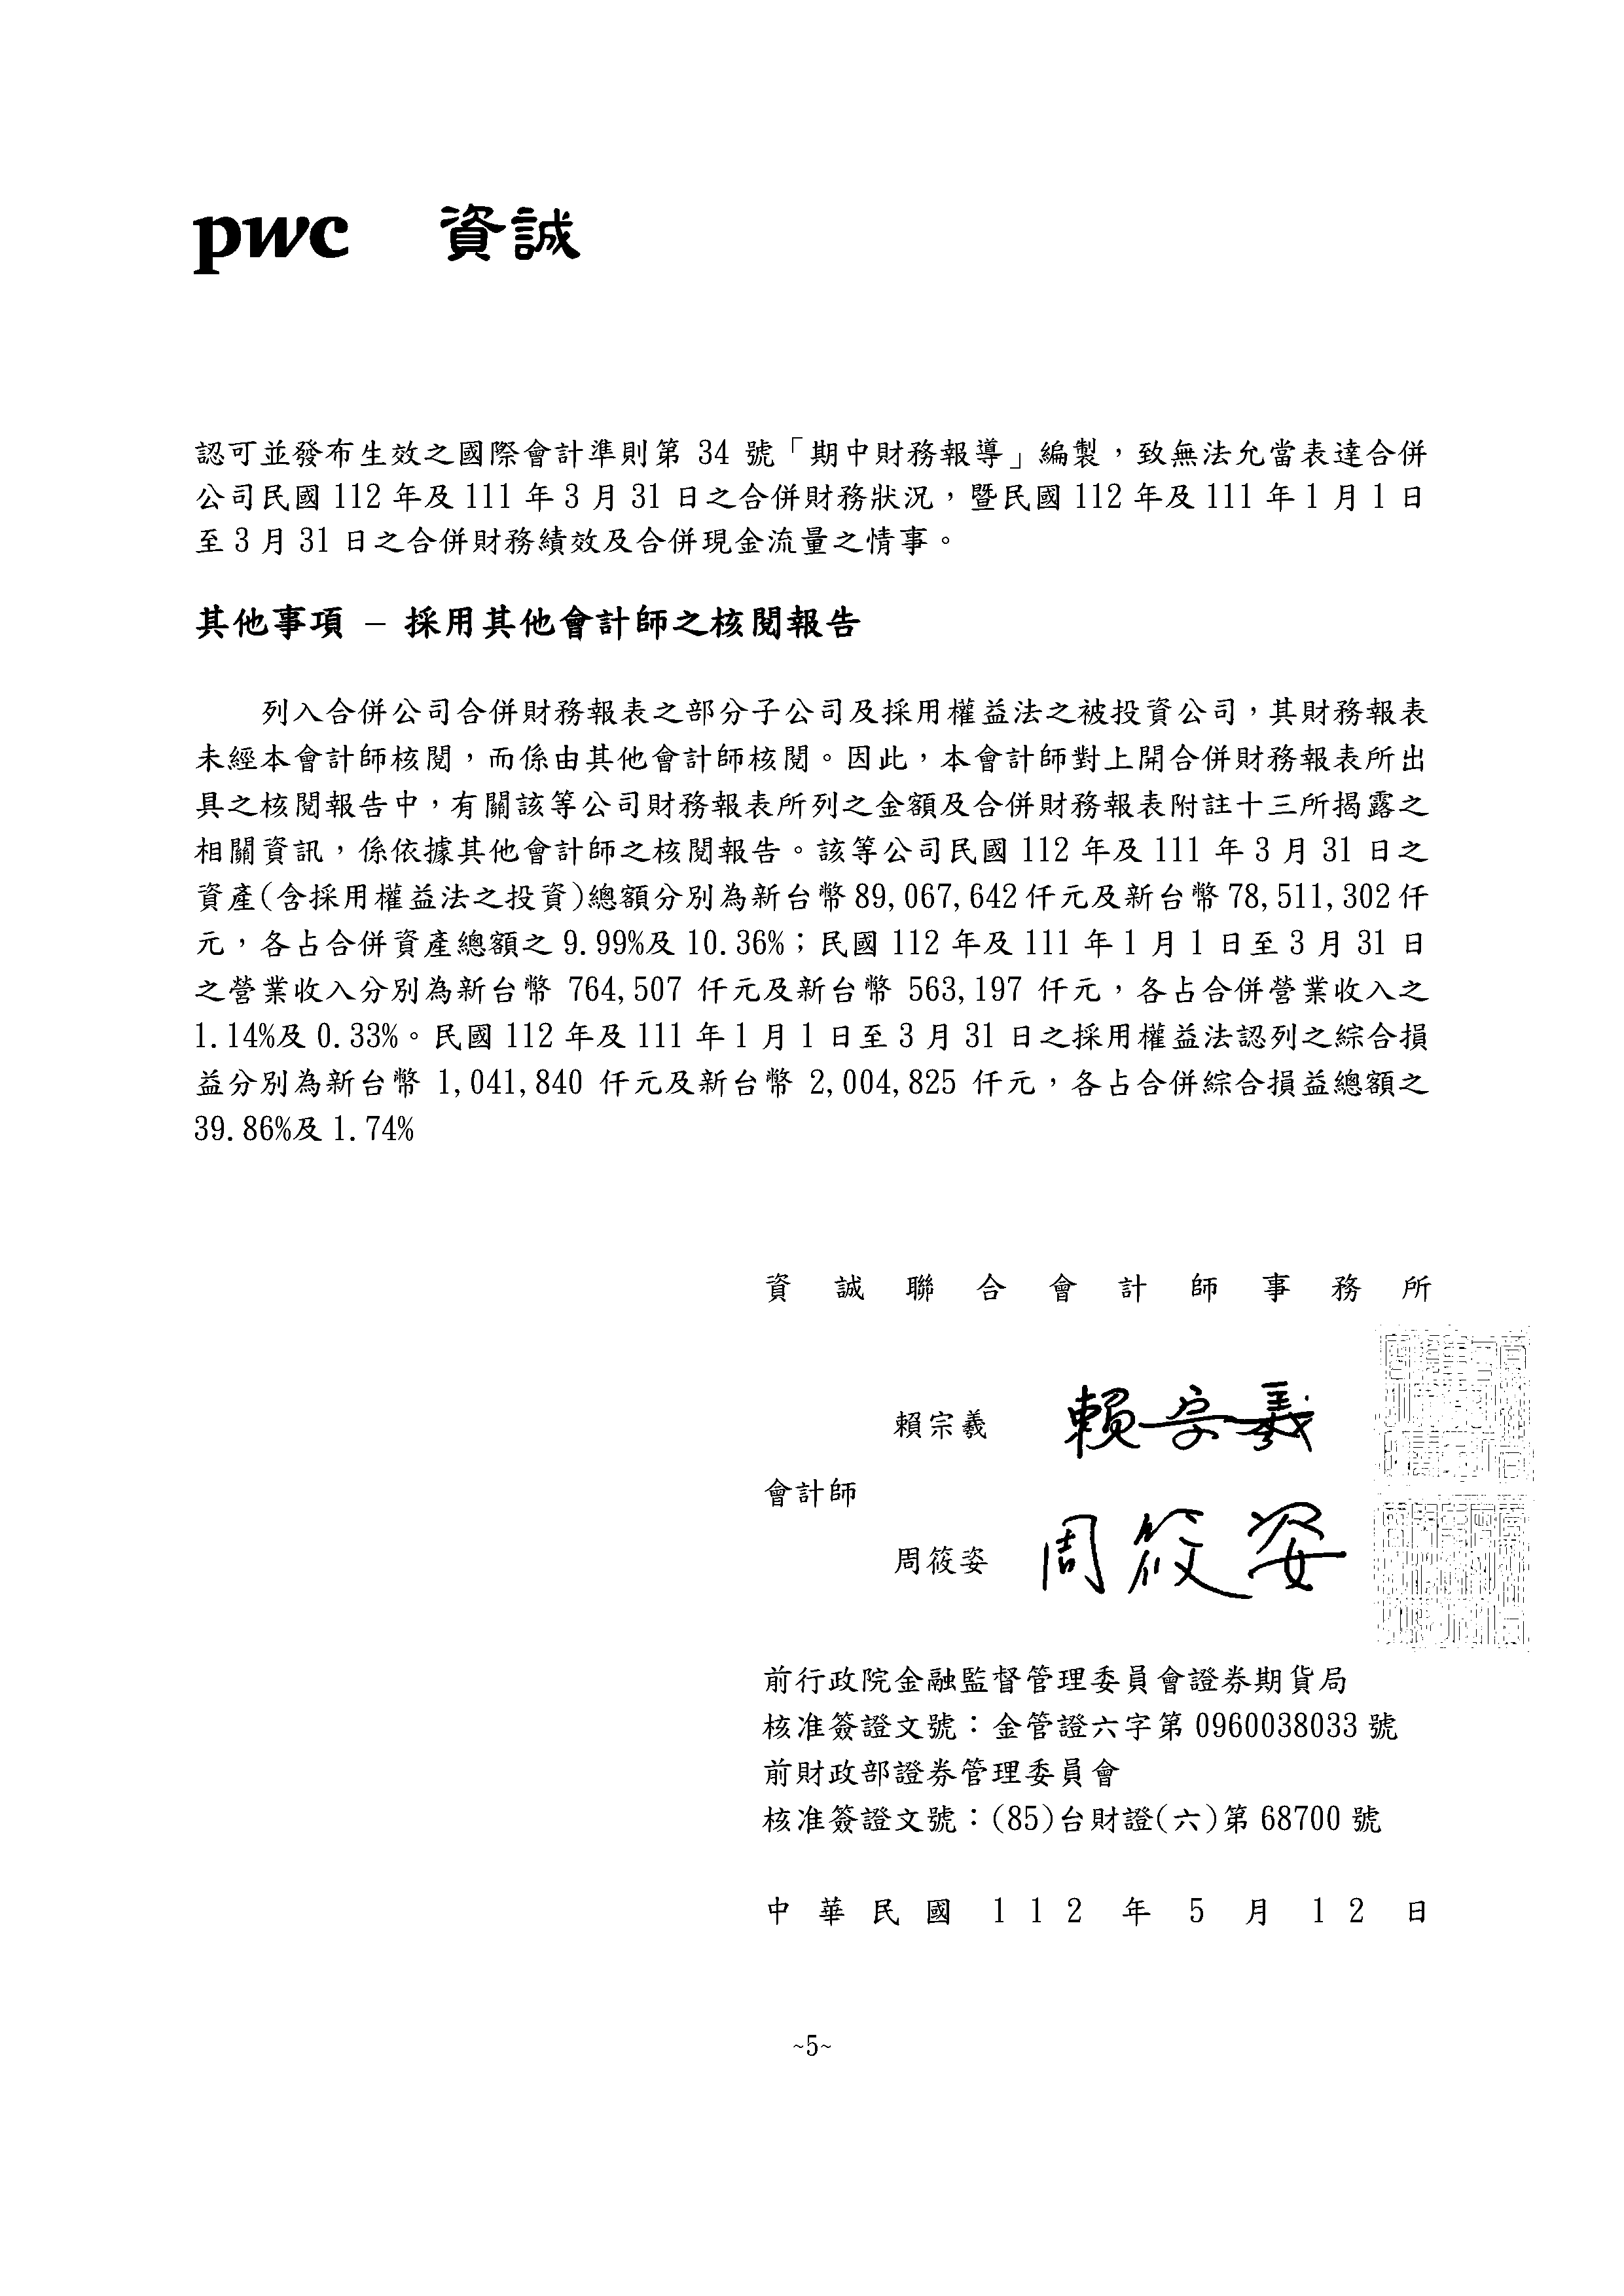 pwc 資誠
認可並發布生效之國際會計準則第 34 號「期中財務報導」編製，致無法允當表達合併
公司民國 112 年及 111 年 3 月 31 日之合併財務狀況，暨民國 112 年及 111 年 1 月 1 日
至 3 月 31 日之合併財務績效及合併現金流量之情事。
其他事項 – 採用其他會計師之核閱報告
列入合併公司合併財務報表之部分子公司及採用權益法之被投資公司，其財務報表
未經本會計師核閱，而係由其他會計師核閱。因此，本會計師對上開合併財務報表所出
具之核閱報告中，有關該等公司財務報表所列之金額及合併財務報表附註十三所揭露之
相關資訊，係依據其他會計師之核閱報告。該等公司民國 112 年及 111 年 3 月 31 日之
資產(含採用權益法之投資)總額分別為新台幣 89,067,642 仟元及新台幣 78,511,302 仟
元，各占合併資產總額之 9.99%及 10.36%；民國 112 年及 111 年 1 月 1 日至 3 月 31 日
之營業收入分別為新台幣 764,507 仟元及新台幣 563,197 仟元，各占合併營業收入之
1.14%及 0.33%。民國 112 年及 111 年 1 月 1 日至 3 月 31 日之採用權益法認列之綜合損
益分別為新台幣 1,041,840 仟元及新台幣 2,004,825 仟元，各占合併綜合損益總額之
39.86%及 1.74%
資誠聯合會計師事務所
賴宗羲 賴宗羲
會計師
周筱姿 周筱姿
前行政院金融監督管理委員會證券期貨局
核准簽證文號：金管證六字第 0960038033 號
前財政部證券管理委員會
核准簽證文號：(85)台財證(六)第 68700 號
中華民國 112 年 5 月 12 日
~5~